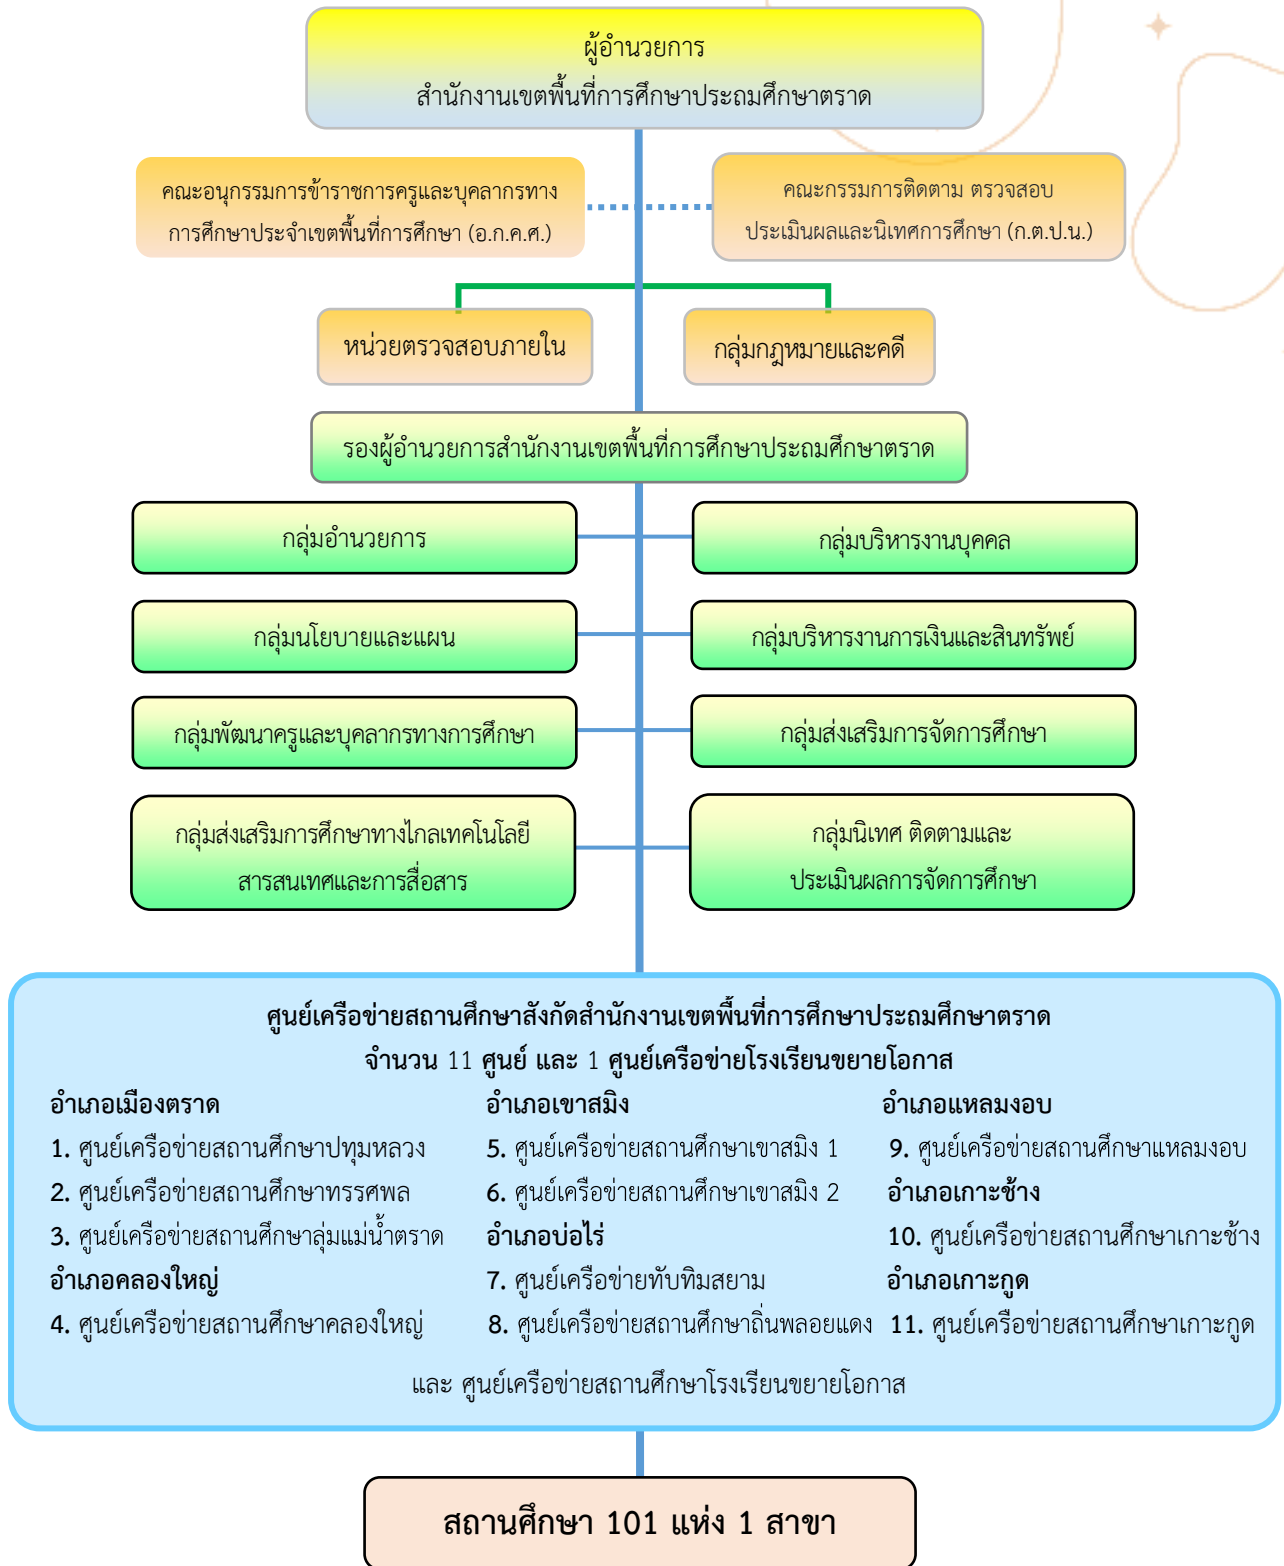 ผู้อำนวยการ
สำนักงานเขตพื้นที่การศึกษาประถมศึกษาตราด
คณะอนุกรรมการข้าราชการครูและบุคลากรทาง
การศึกษาประจำเขตพื้นที่การศึกษา (อ.ก.ค.ศ.)
คณะกรรมการติดตาม ตรวจสอบ
ประเมินผลและนิเทศการศึกษา (ก.ต.ป.น.)
หน่วยตรวจสอบภายใน
กลุ่มกฎหมายและคดี
รองผู้อำนวยการสำนักงานเขตพื้นที่การศึกษาประถมศึกษาตราด
กลุ่มอำนวยการ
กลุ่มบริหารงานบุคคล
กลุ่มนโยบายและแผน
กลุ่มบริหารงานการเงินและสินทรัพย์
กลุ่มพัฒนาครูและบุคลากรทางการศึกษา
กลุ่มส่งเสริมการจัดการศึกษา
กลุ่มส่งเสริมการศึกษาทางไกลเทคโนโลยี
สารสนเทศและการสื่อสาร
กลุ่มนิเทศ ติดตามและ
ประเมินผลการจัดการศึกษา
ศูนย์เครือข่ายสถานศึกษาสังกัดสำนักงานเขตพื้นที่การศึกษาประถมศึกษาตราด
จำนวน 11 ศูนย์ และ 1 ศูนย์เครือข่ายโรงเรียนขยายโอกาส
อำเภอเมืองตราด
1. ศูนย์เครือข่ายสถานศึกษาปทุมหลวง
2. ศูนย์เครือข่ายสถานศึกษาทรรศพล
3. ศูนย์เครือข่ายสถานศึกษาลุ่มแม่น้ำตราด
อำเภอคลองใหญ่
4. ศูนย์เครือข่ายสถานศึกษาคลองใหญ่
อำเภอเขาสมิง
5. ศูนย์เครือข่ายสถานศึกษาเขาสมิง 1
6. ศูนย์เครือข่ายสถานศึกษาเขาสมิง 2
อำเภอบ่อไร่
7. ศูนย์เครือข่ายทับทิมสยาม
8. ศูนย์เครือข่ายสถานศึกษาถิ่นพลอยแดง
อำเภอแหลมงอบ
9. ศูนย์เครือข่ายสถานศึกษาแหลมงอบ
อำเภอเกาะช้าง
10. ศูนย์เครือข่ายสถานศึกษาเกาะช้าง
อำเภอเกาะกูด
11. ศูนย์เครือข่ายสถานศึกษาเกาะกูด
และ ศูนย์เครือข่ายสถานศึกษาโรงเรียนขยายโอกาส
สถานศึกษา 101 แห่ง 1 สาขา